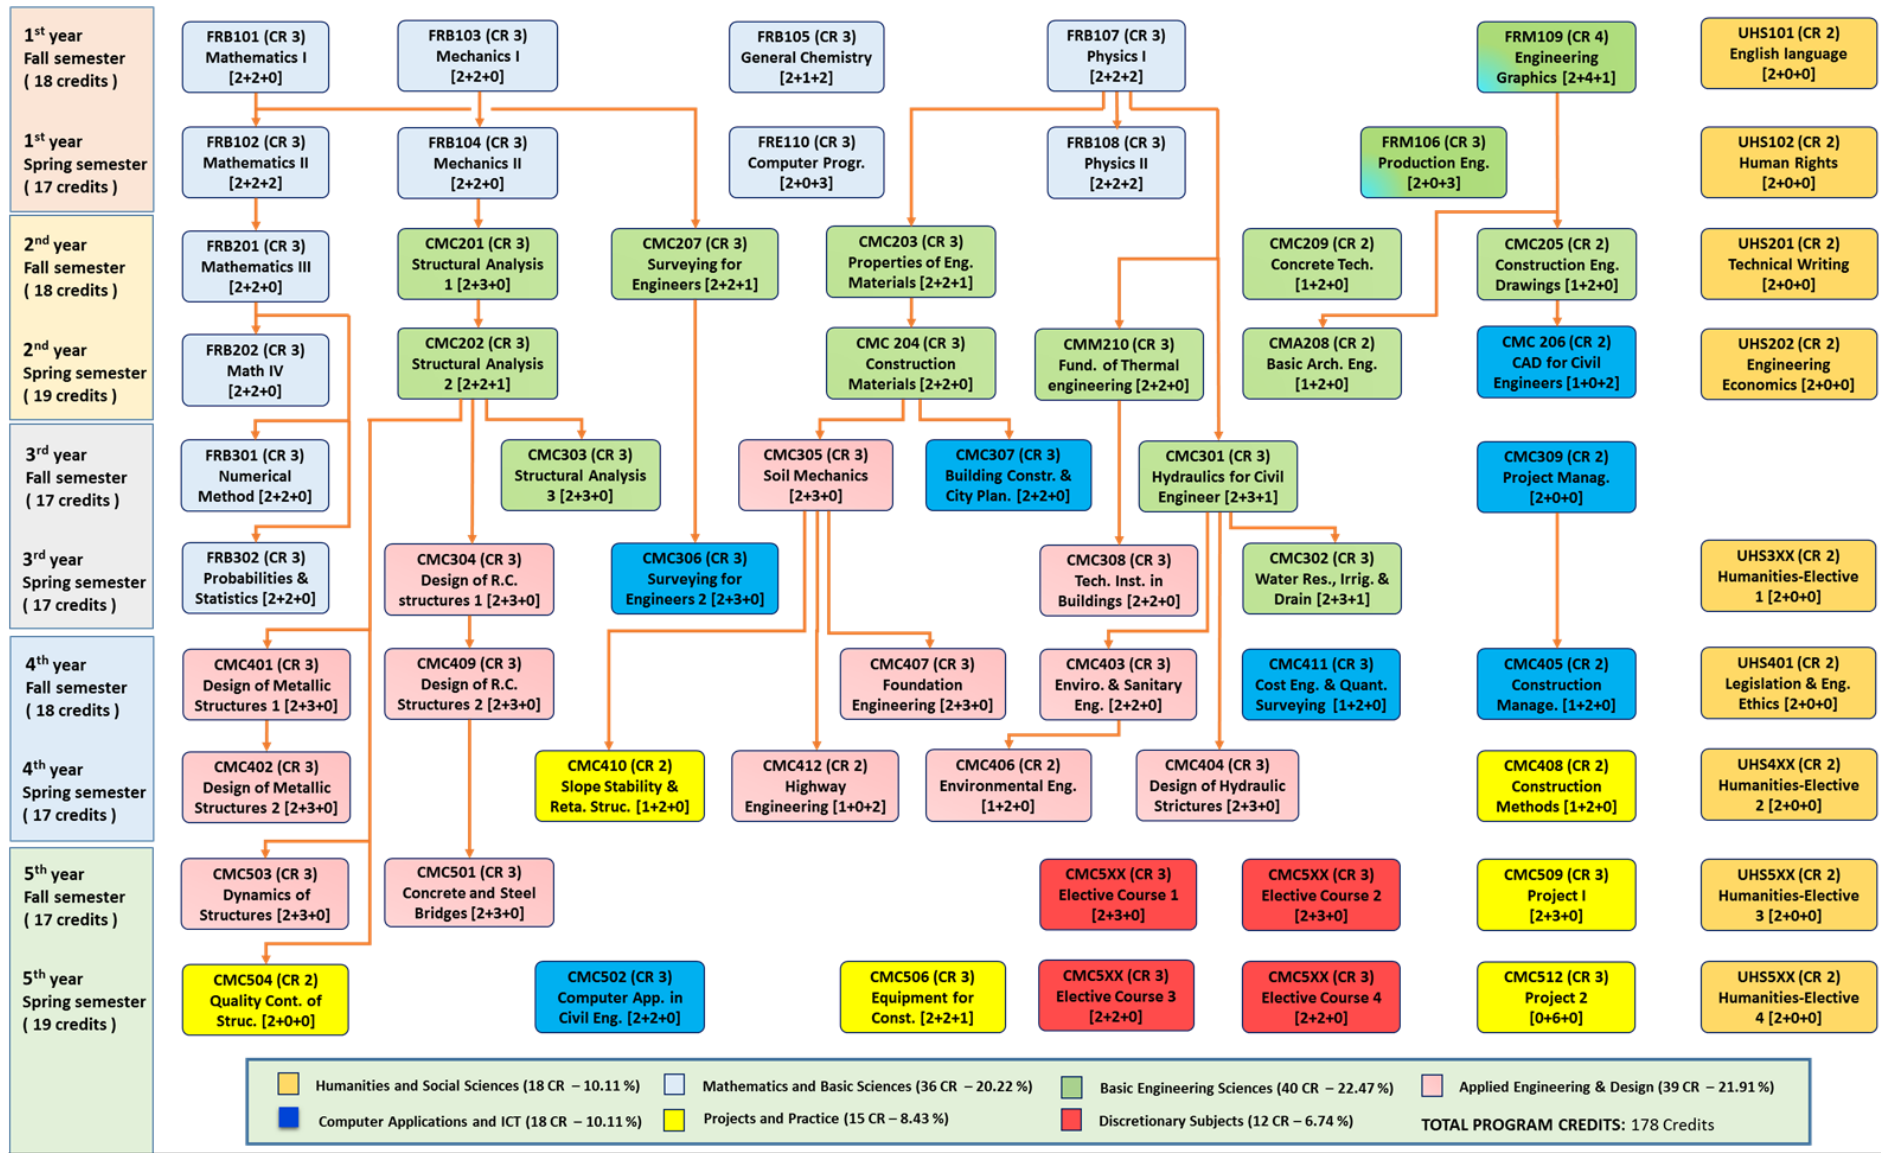 1st year
Fall semester
( 18 credits )
FRB101 (CR 3)
Mathematics I
[2+2+0]
FRB103 (CR 3)
Mechanics I
[2+2+0]
FRB105 (CR 3)
General Chemistry
[2+1+2]
FRB107 (CR 3)
Physics I
[2+2+2]
FRM109 (CR 4)
Engineering
Graphics [2+4+1]
UHS101 (CR 2)
English language
[2+0+0]
1st year
Spring semester
( 17 credits )
FRB102 (CR 3)
Mathematics II
[2+2+2]
FRB104 (CR 3)
Mechanics II
[2+2+0]
FRE110 (CR 3)
Computer Progr.
[2+0+3]
FRB108 (CR 3)
Physics II
[2+2+2]
FRM106 (CR 3)
Production Eng.
[2+0+3]
UHS102 (CR 2)
Human Rights
[2+0+0]
2nd year
Fall semester
( 18 credits )
FRB201 (CR 3)
Mathematics III
[2+2+0]
CMC201 (CR 3)
Structural Analysis
1 [2+3+0]
CMC207 (CR 3)
Surveying for
Engineers [2+2+1]
CMC203 (CR 3)
Properties of Eng.
Materials [2+2+1]
CMC209 (CR 2)
Concrete Tech.
[1+2+0]
CMC205 (CR 2)
Construction Eng.
Drawings [1+2+0]
UHS201 (CR 2)
Technical Writing
[2+0+0]
2nd year
Spring semester
( 19 credits )
FRB202 (CR 3)
Math IV
[2+2+0]
CMC202 (CR 3)
Structural Analysis
2 [2+2+1]
CMC 204 (CR 3)
Construction
Materials [2+2+0]
CMM210 (CR 3)
Fund. of Thermal
engineering [2+2+0]
CMA208 (CR 2)
Basic Arch. Eng.
[1+2+0]
CMC 206 (CR 2)
CAD for Civil
Engineers [1+0+2]
UHS202 (CR 2)
Engineering
Economics [2+0+0]
3rd year
Fall semester
( 17 credits )
FRB301 (CR 3)
Numerical
Method [2+2+0]
CMC303 (CR 3)
Structural Analysis
3 [2+3+0]
CMC305 (CR 3)
Soil Mechanics
[2+3+0]
CMC307 (CR 3)
Building Constr. &
City Plan. [2+2+0]
CMC301 (CR 3)
Hydraulics for Civil
Engineer [2+3+1]
CMC309 (CR 2)
Project Manag.
[2+0+0]
3rd year
Spring semester
( 17 credits )
FRB302 (CR 3)
Probabilities &
Statistics [2+2+0]
CMC304 (CR 3)
Design of R.C.
structures 1 [2+3+0]
CMC306 (CR 3)
Surveying for
Engineers 2 [2+3+0]
CMC308 (CR 3)
Tech. Inst. in
Buildings [2+2+0]
CMC302 (CR 3)
Water Res., Irrig. &
Drain [2+3+1]
UHS3XX (CR 2)
Humanities-Elective
1 [2+0+0]
4th year
Fall semester
( 18 credits )
CMC401 (CR 3)
Design of Metallic
Structures 1 [2+3+0]
CMC409 (CR 3)
Design of R.C.
Structures 2 [2+3+0]
CMC407 (CR 3)
Foundation
Engineering [2+3+0]
CMC403 (CR 3)
Enviro. & Sanitary
Eng. [2+2+0]
CMC411 (CR 3)
Cost Eng. & Quant.
Surveying [1+2+0]
CMC405 (CR 2)
Construction
Manage. [1+2+0]
UHS401 (CR 2)
Legislation & Eng.
Ethics [2+0+0]
4th year
Spring semester
( 17 credits )
CMC402 (CR 3)
Design of Metallic
Structures 2 [2+3+0]
CMC410 (CR 2)
Slope Stability &
Reta. Struc. [1+2+0]
CMC412 (CR 2)
Highway
Engineering [1+0+2]
CMC406 (CR 2)
Environmental Eng.
[1+2+0]
CMC404 (CR 3)
Design of Hydraulic
Strictures [2+3+0]
CMC408 (CR 2)
Construction
Methods [1+2+0]
UHS4XX (CR 2)
Humanities-Elective
2 [2+0+0]
5th year
Fall semester
( 17 credits )
CMC503 (CR 3)
Dynamics of
Structures [2+3+0]
CMC501 (CR 3)
Concrete and Steel
Bridges [2+3+0]
CMC5XX (CR 3)
Elective Course 1
[2+3+0]
CMC5XX (CR 3)
Elective Course 2
[2+3+0]
CMC509 (CR 3)
Project I
[2+3+0]
UHS5XX (CR 2)
Humanities-Elective
3 [2+0+0]
5th year
Spring semester
( 19 credits )
CMC504 (CR 2)
Quality Cont. of
Struc. [2+0+0]
CMC502 (CR 3)
Computer App. in
Civil Eng. [2+2+0]
CMC506 (CR 3)
Equipment for
Const. [2+2+1]
CMC5XX (CR 3)
Elective Course 3
[2+2+0]
CMC5XX (CR 3)
Elective Course 4
[2+2+0]
CMC512 (CR 3)
Project 2
[0+6+0]
UHS5XX (CR 2)
Humanities-Elective
4 [2+0+0]
Humanities and Social Sciences (18 CR – 10.11 %)
Mathematics and Basic Sciences (36 CR – 20.22 %)
Basic Engineering Sciences (40 CR – 22.47 %)
Applied Engineering & Design (39 CR – 21.91 %)
Computer Applications and ICT (18 CR – 10.11 %)
Projects and Practice (15 CR – 8.43 %)
Discretionary Subjects (12 CR – 6.74 %)
TOTAL PROGRAM CREDITS: 178 Credits